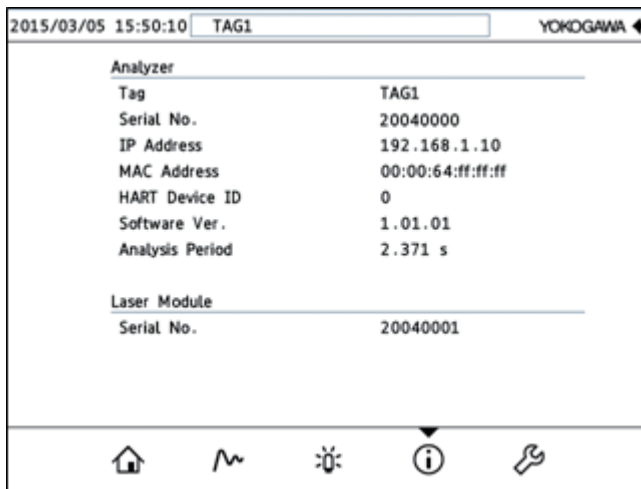 2015/03/05 15:50:10 TAG1 YOKOGAWA
Analyzer
Tag TAG1
Serial No. 20040000
IP Address 192.168.1.10
MAC Address 00:00:64:ff:ff:ff
HART Device ID 0
Software Ver. 1.01.01
Analysis Period 2.371 s
Laser Module
Serial No. 20040001